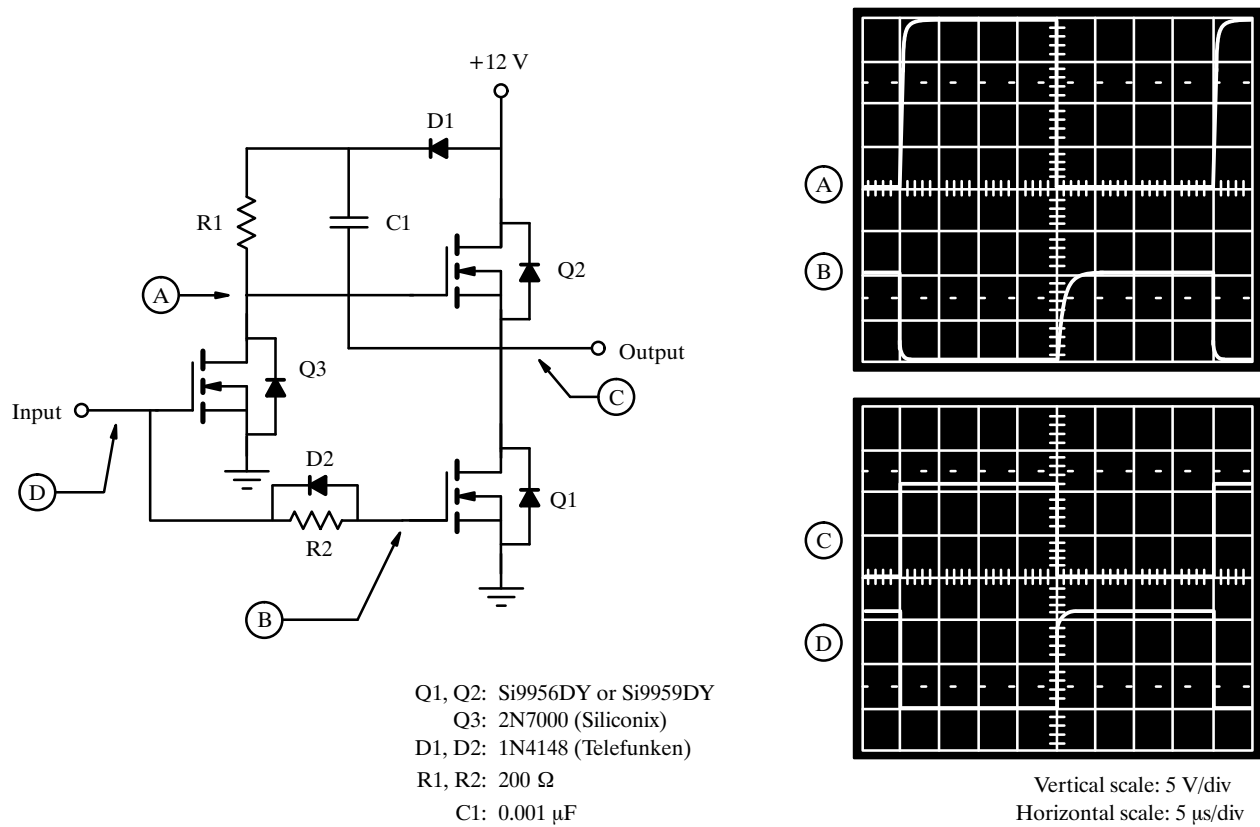 +12 V
D1
R1
C1
Q2
A
Output
Q3
C
Input
D2
D
Q1
R2
B
Q1, Q2: Si9956DY or Si9959DY
Q3: 2N7000 (Siliconix)
D1, D2: 1N4148 (Telefunken)
R1, R2: 200 Ω
C1: 0.001 µF
A
B
C
D
Vertical scale: 5 V/div
Horizontal scale: 5 µs/div